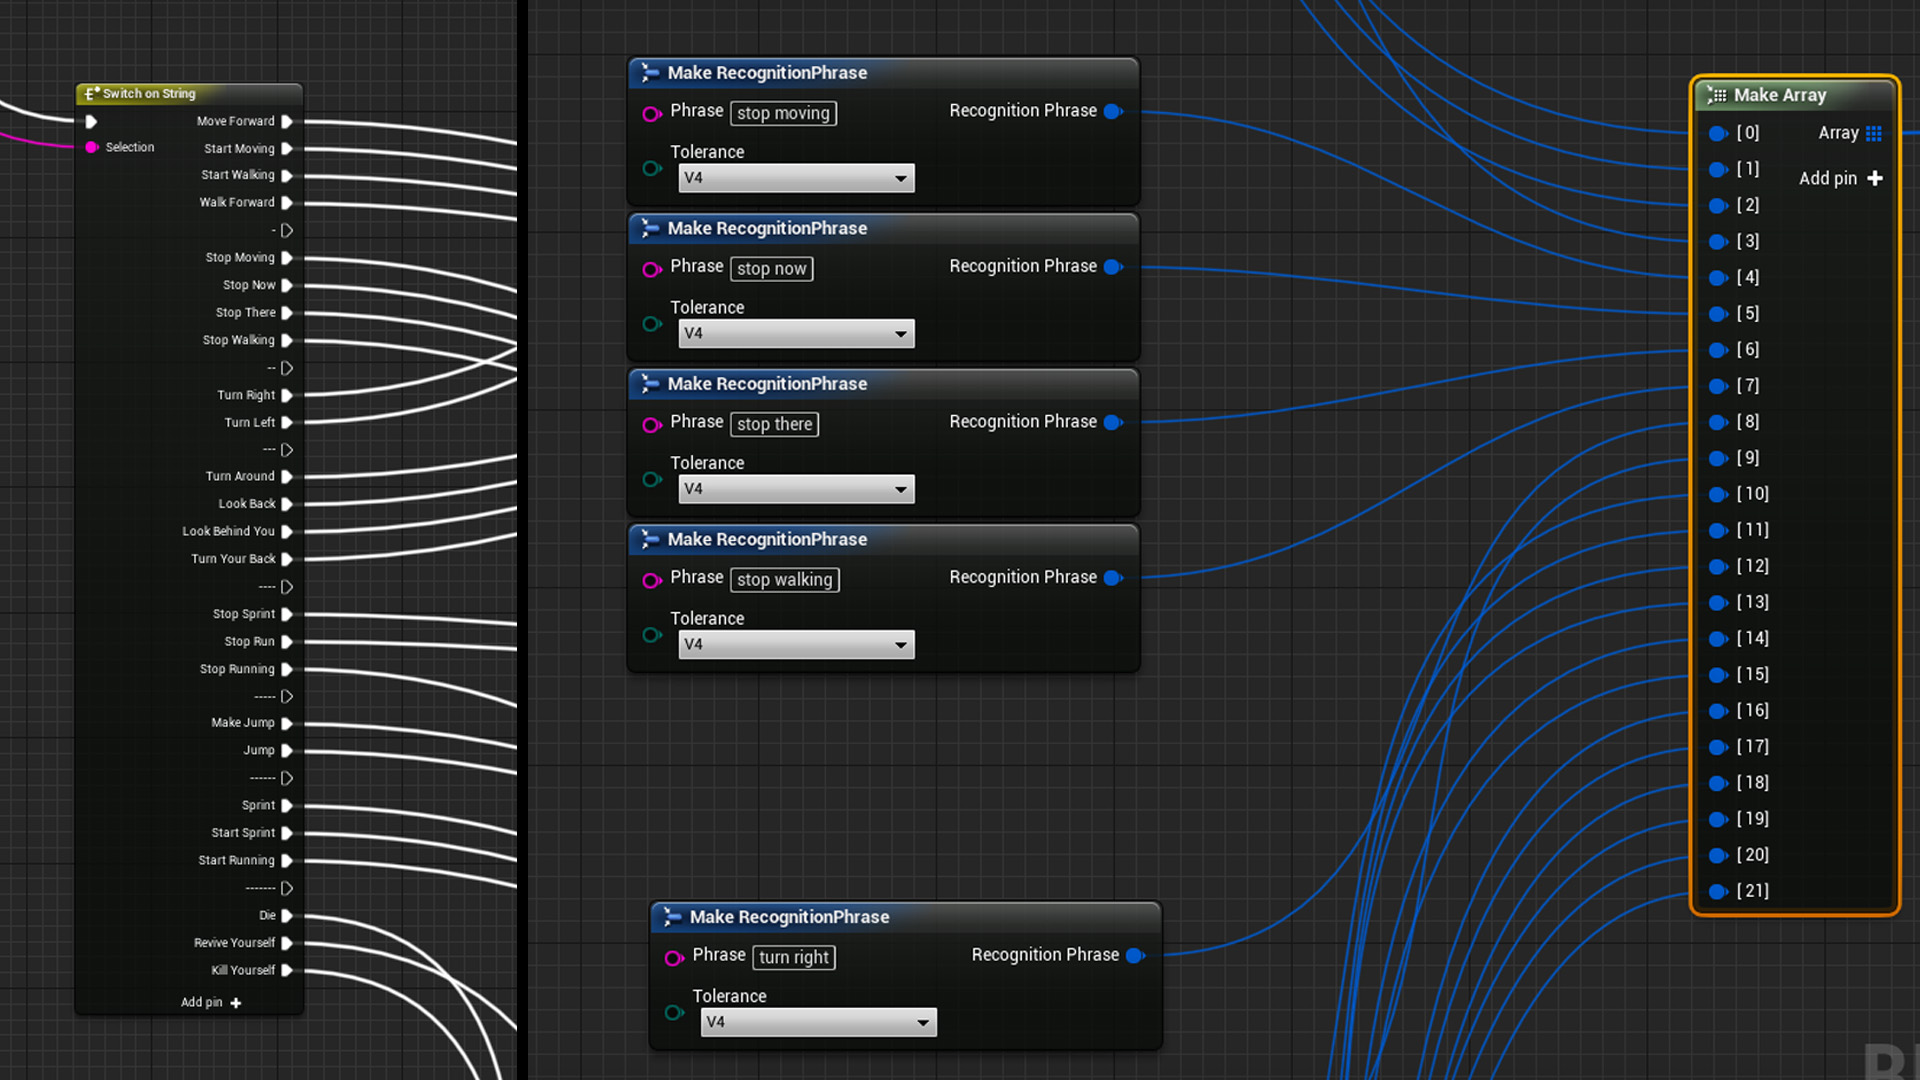 Switch on String
Move Forward
Selection
Start Moving
Start Walking
Walk Forward
-
Stop Moving
Stop Now
Stop There
Stop Walking
--
Turn Right
Turn Left
---
Turn Around
Look Back
Look Behind You
Turn Your Back
----
Stop Sprint
Stop Run
Stop Running
-----
Make Jump
Jump
------
Sprint
Start Sprint
Start Running
-------
Die
Revive Yourself
Kill Yourself
Add pin +
Make RecognitionPhrase
Phrase stop moving Recognition Phrase
Tolerance
V4
Make RecognitionPhrase
Phrase stop now Recognition Phrase
Tolerance
V4
Make RecognitionPhrase
Phrase stop there Recognition Phrase
Tolerance
V4
Make RecognitionPhrase
Phrase stop walking Recognition Phrase
Tolerance
V4
Make RecognitionPhrase
Phrase turn right Recognition Phrase
Tolerance
V4
Make Array
[0] Array
[1]
Add pin +
[2]
[3]
[4]
[5]
[6]
[7]
[8]
[9]
[10]
[11]
[12]
[13]
[14]
[15]
[16]
[17]
[18]
[19]
[20]
[21]